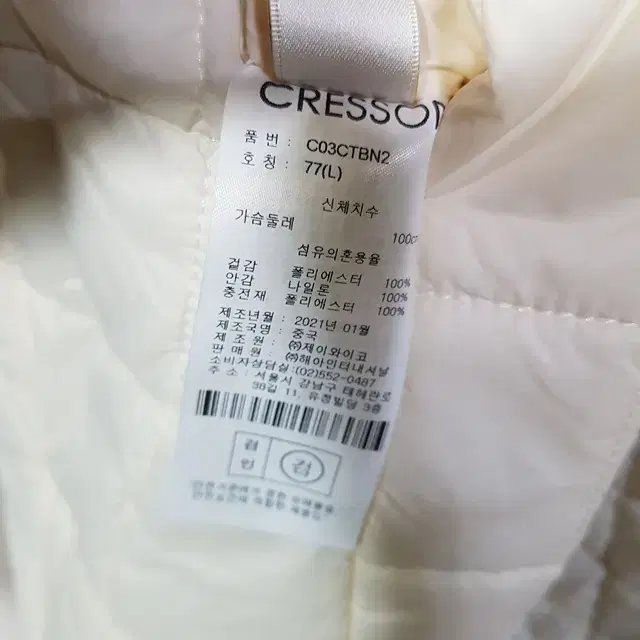 CRESSON
품 번 : C03CTBN2
호 칭 : 77(L)
신체치수
가슴둘레 100cm
섬유의혼용율
겉감 폴리에스터 100%
안감 나일론 100%
충전재 폴리에스터 100%
제조년월 : 2021년 01월
제조국명 : 중국
제 조 원 : ㈜제이와이코
판 매 원 : ㈜해아인터내셔날
소비자상담실:(02)552-0487
주 소 : 서울시 강남구 테헤란로
38길 11, 유정빌딩 3층
검
인
검